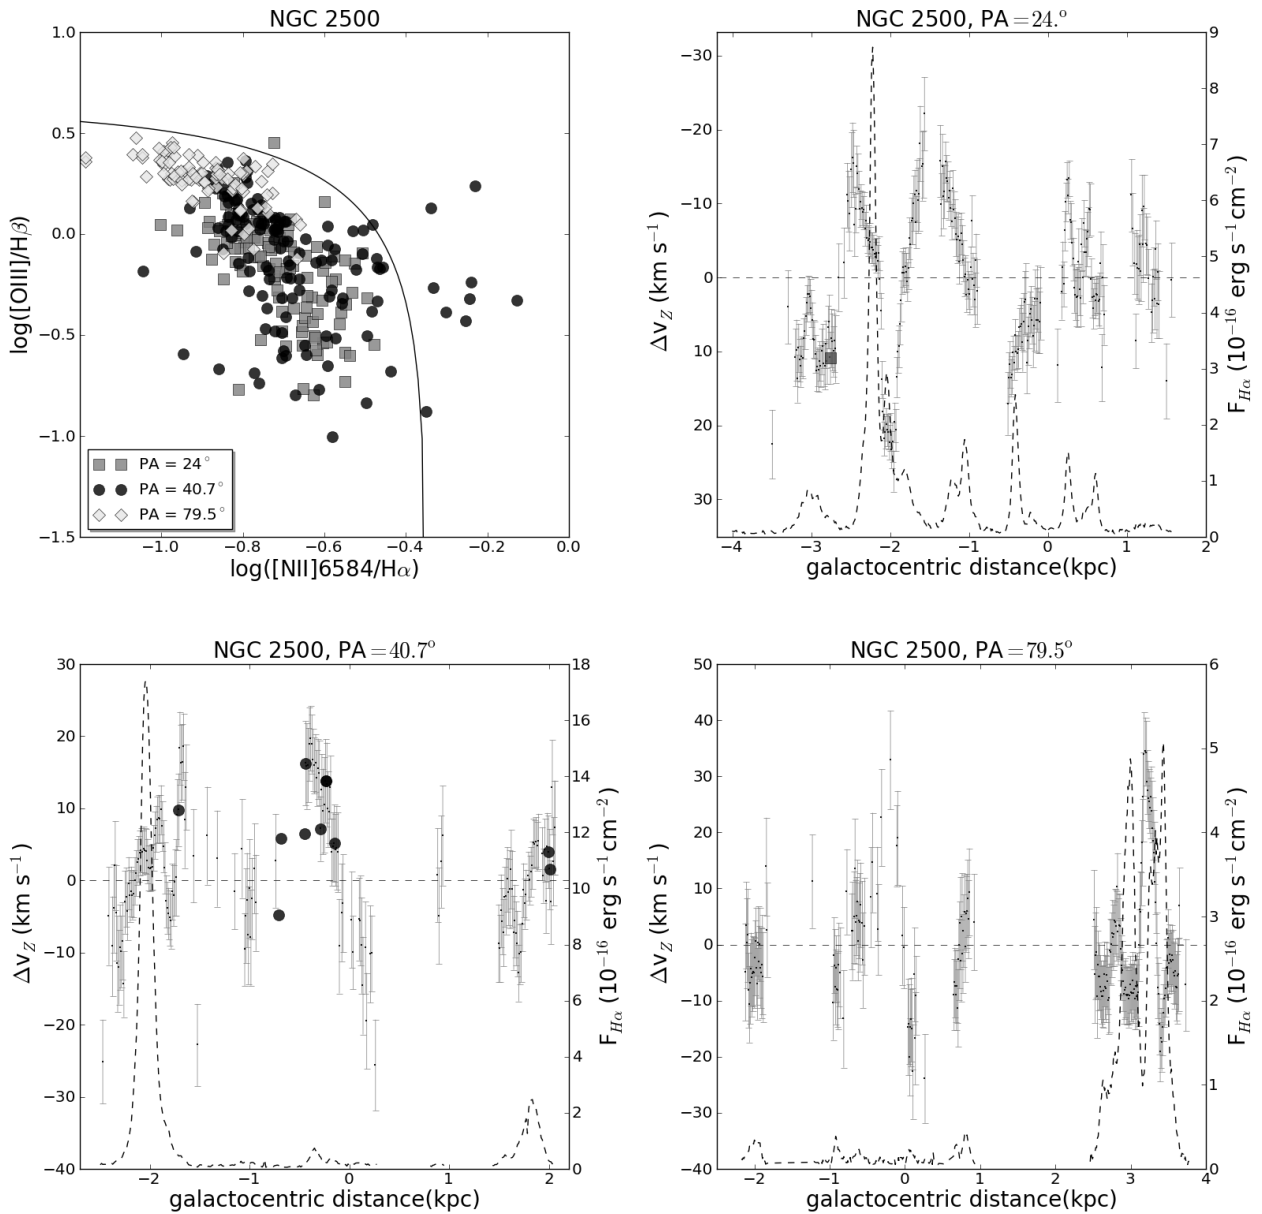 NGC 2500
1.0
0.5
0.0
−0.5
−1.0
−1.5
log([OIII]/Hβ)
PA = 24°
PA = 40.7°
PA = 79.5°
−1.0 −0.8 −0.6 −0.4 −0.2 0.0
log([NII]6584/Hα)
NGC 2500, PA = 24.°
−30
−20
−10
0
10
20
30
Δv_Z (km s⁻¹)
9
8
7
6
5
4
3
2
1
0
F_Hα (10⁻¹⁶ erg s⁻¹cm⁻²)
−4 −3 −2 −1 0 1 2
galactocentric distance(kpc)
NGC 2500, PA = 40.7°
30
20
10
0
−10
−20
−30
−40
Δv_Z (km s⁻¹)
18
16
14
12
10
8
6
4
2
0
F_Hα (10⁻¹⁶ erg s⁻¹cm⁻²)
−2 −1 0 1 2
galactocentric distance(kpc)
NGC 2500, PA = 79.5°
50
40
30
20
10
0
−10
−20
−30
−40
Δv_Z (km s⁻¹)
6
5
4
3
2
1
0
F_Hα (10⁻¹⁶ erg s⁻¹cm⁻²)
−2 −1 0 1 2 3 4
galactocentric distance(kpc)